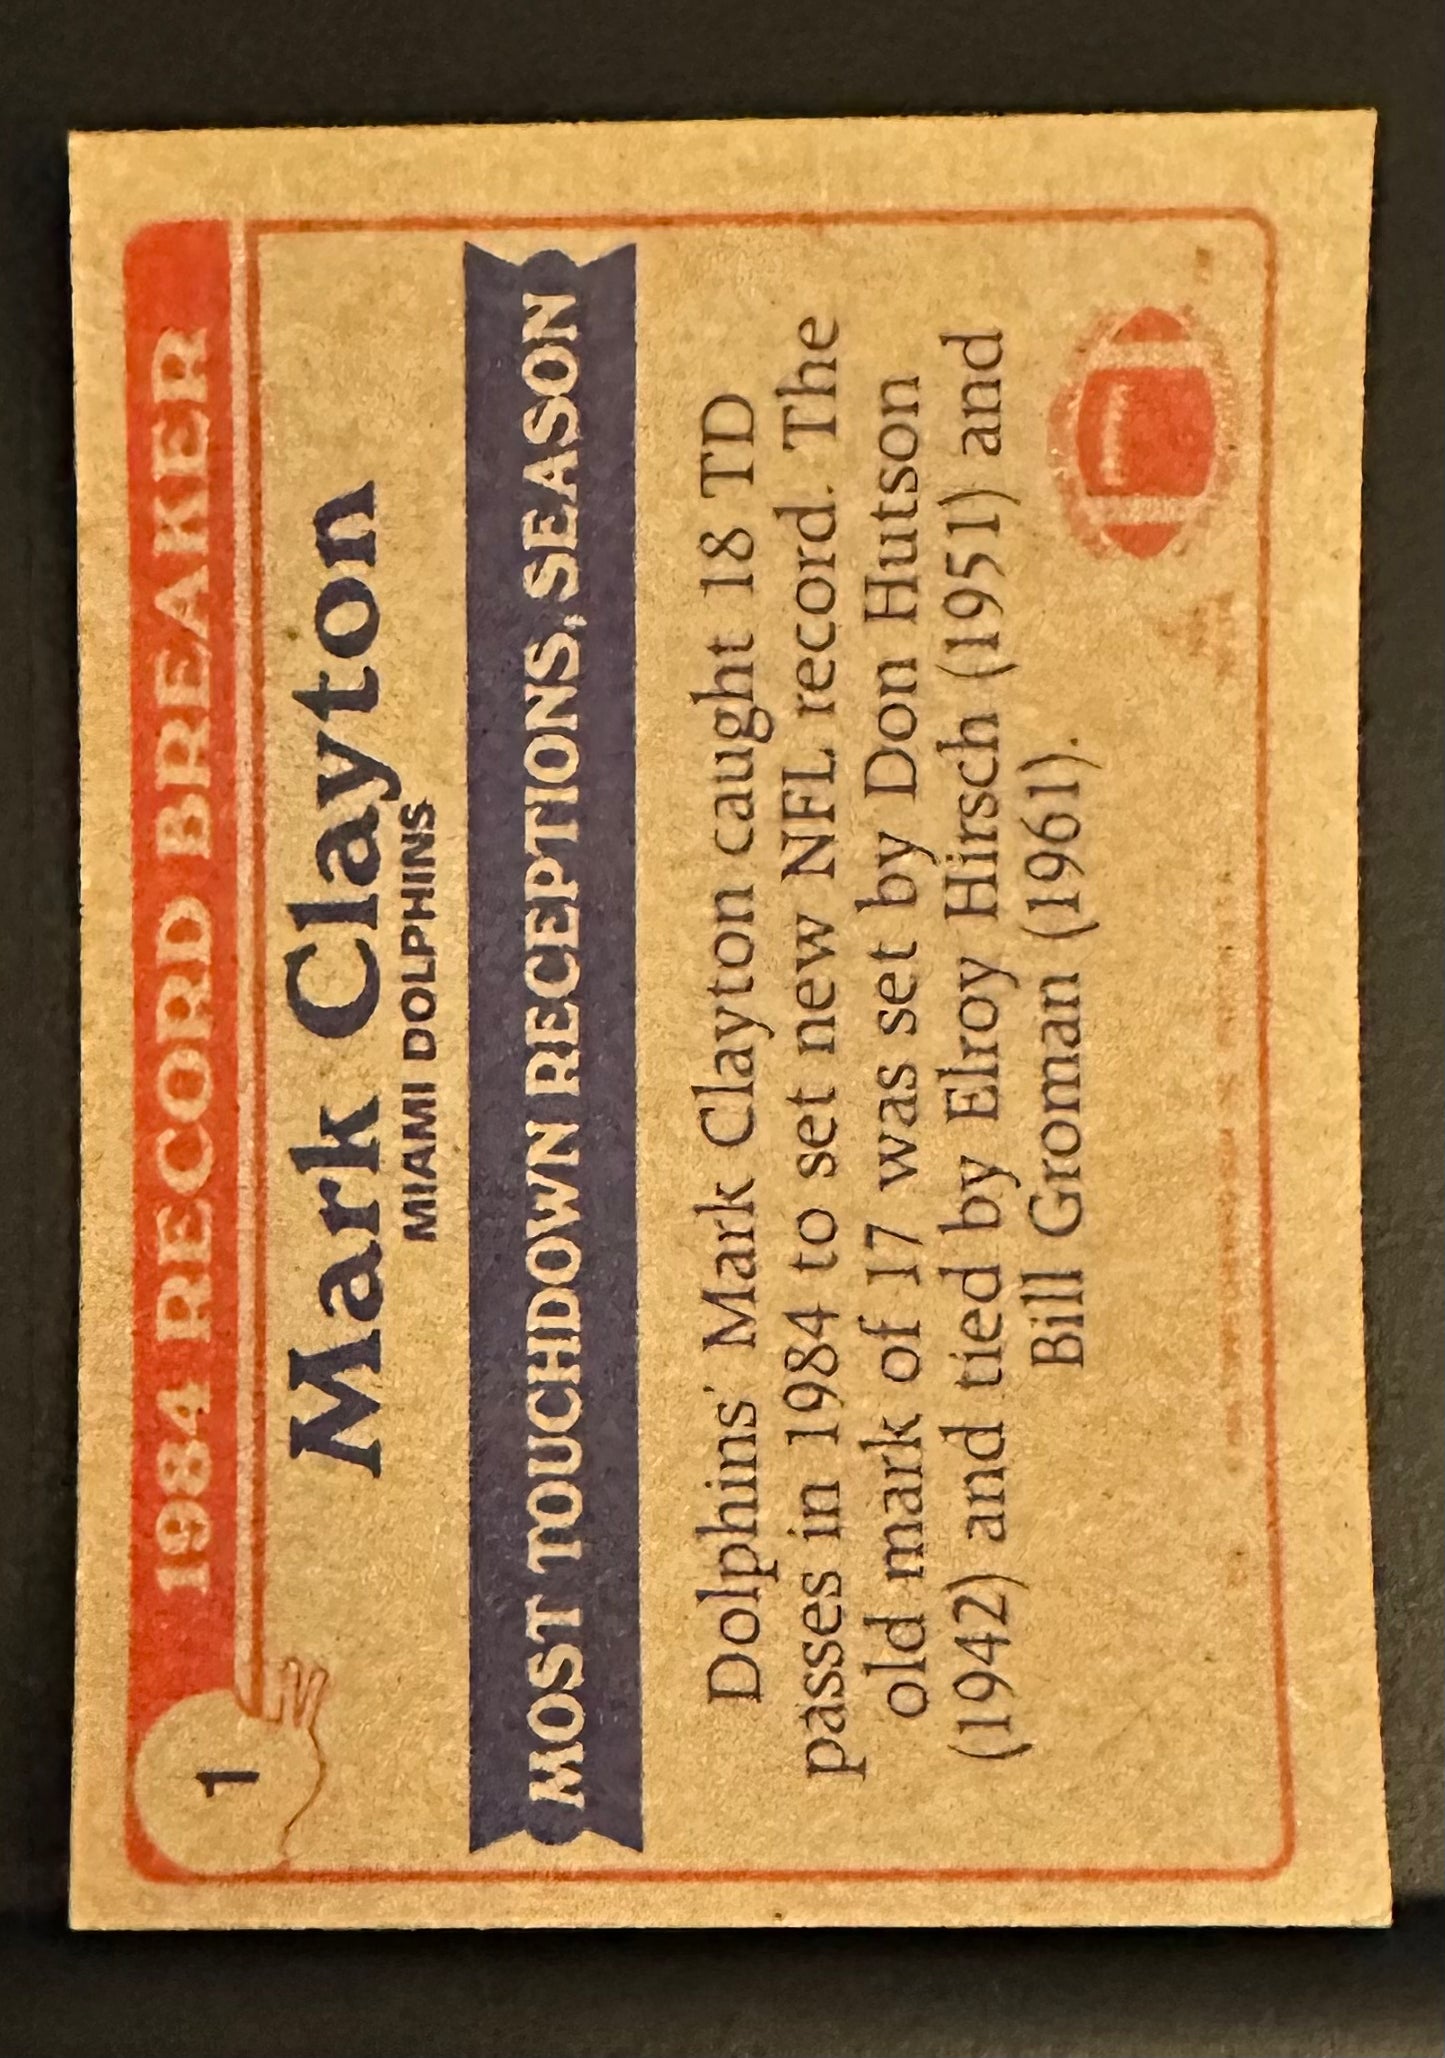 1
1984 RECORD BREAKER
Mark Clayton
MIAMI DOLPHINS
MOST TOUCHDOWN RECEPTIONS, SEASON
Dolphins' Mark Clayton caught 18 TD
passes in 1984 to set new NFL record. The
old mark of 17 was set by Don Hutson
(1942) and tied by Elroy Hirsch (1951) and
Bill Groman (1961).